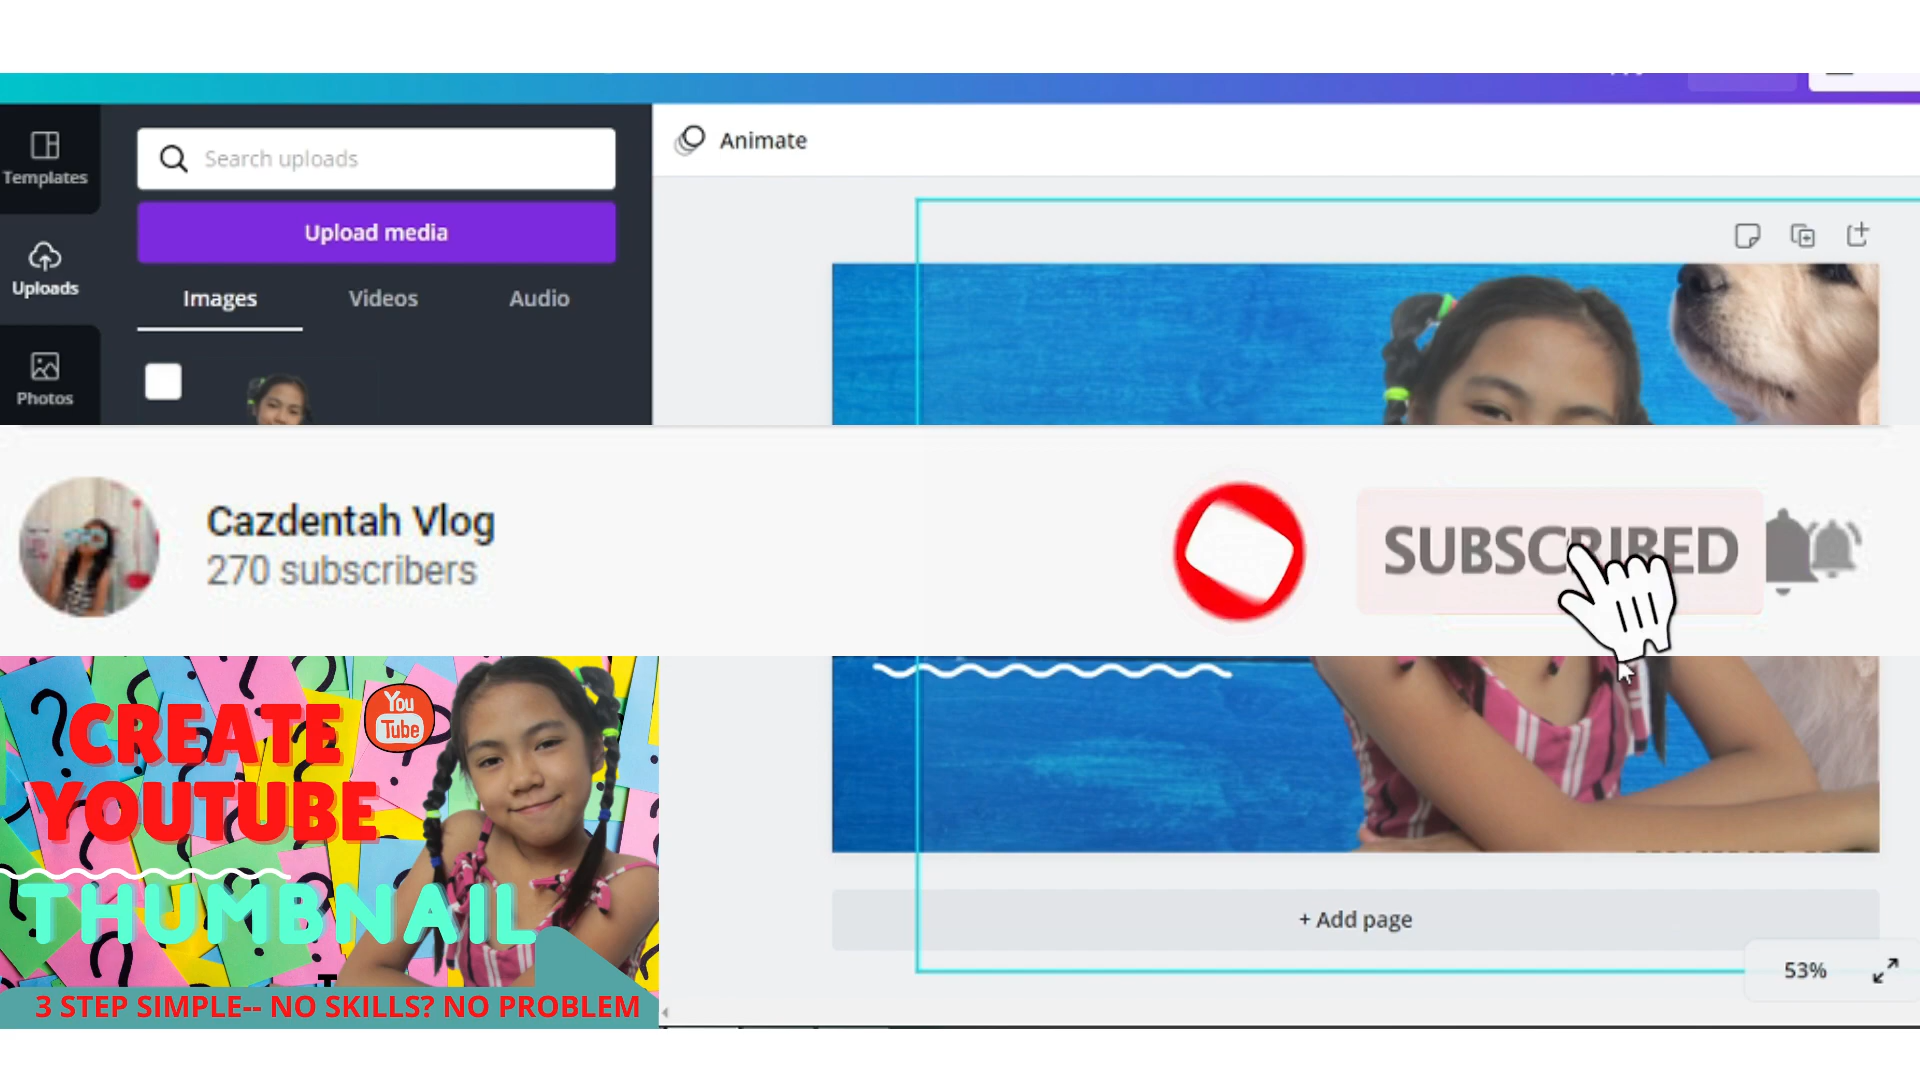 Templates
Search uploads
Animate
Upload media
Uploads
Images
Videos
Audio
Photos
Cazdentah Vlog
270 subscribers
SUBSCRIBED
You
Tube
CREATE
YOUTUBE
THUMBNAIL
3 STEP SIMPLE-- NO SKILLS? NO PROBLEM
+ Add page
53%